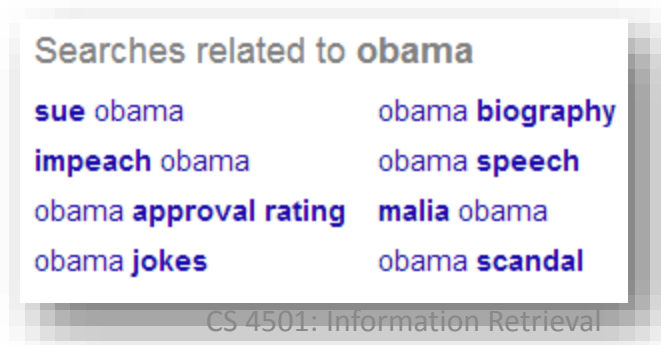 Searches related to obama
sue obama
obama biography
impeach obama
obama speech
obama approval rating
malia obama
obama jokes
obama scandal
CS 4501: Information Retrieval